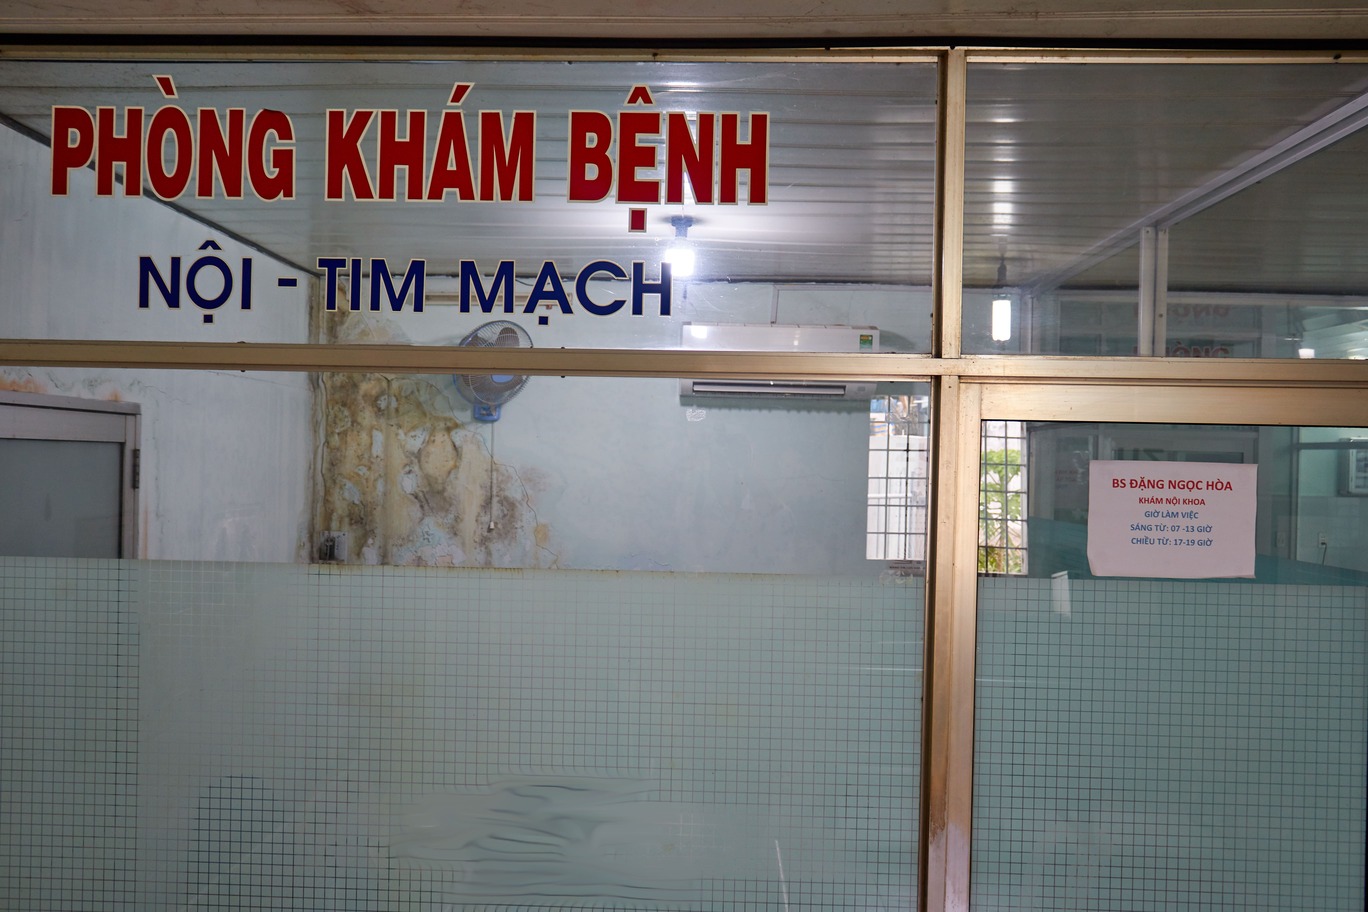 PHÒNG KHÁM BỆNH
NỘI - TIM MẠCH
BS ĐẶNG NGỌC HÒA
KHÁM NỘI KHOA
GIỜ LÀM VIỆC
SÁNG TỪ: 07 -13 GIỜ
CHIỀU TỪ: 17-19 GIỜ